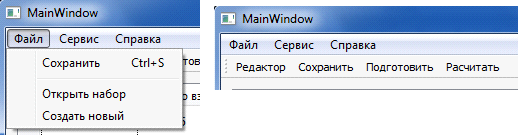 MainWindow
Файл Сервис Справка
Сохранить Ctrl+S
Открыть набор
Создать новый
MainWindow
Файл Сервис Справка
Редактор Сохранить Подготовить Расчитать